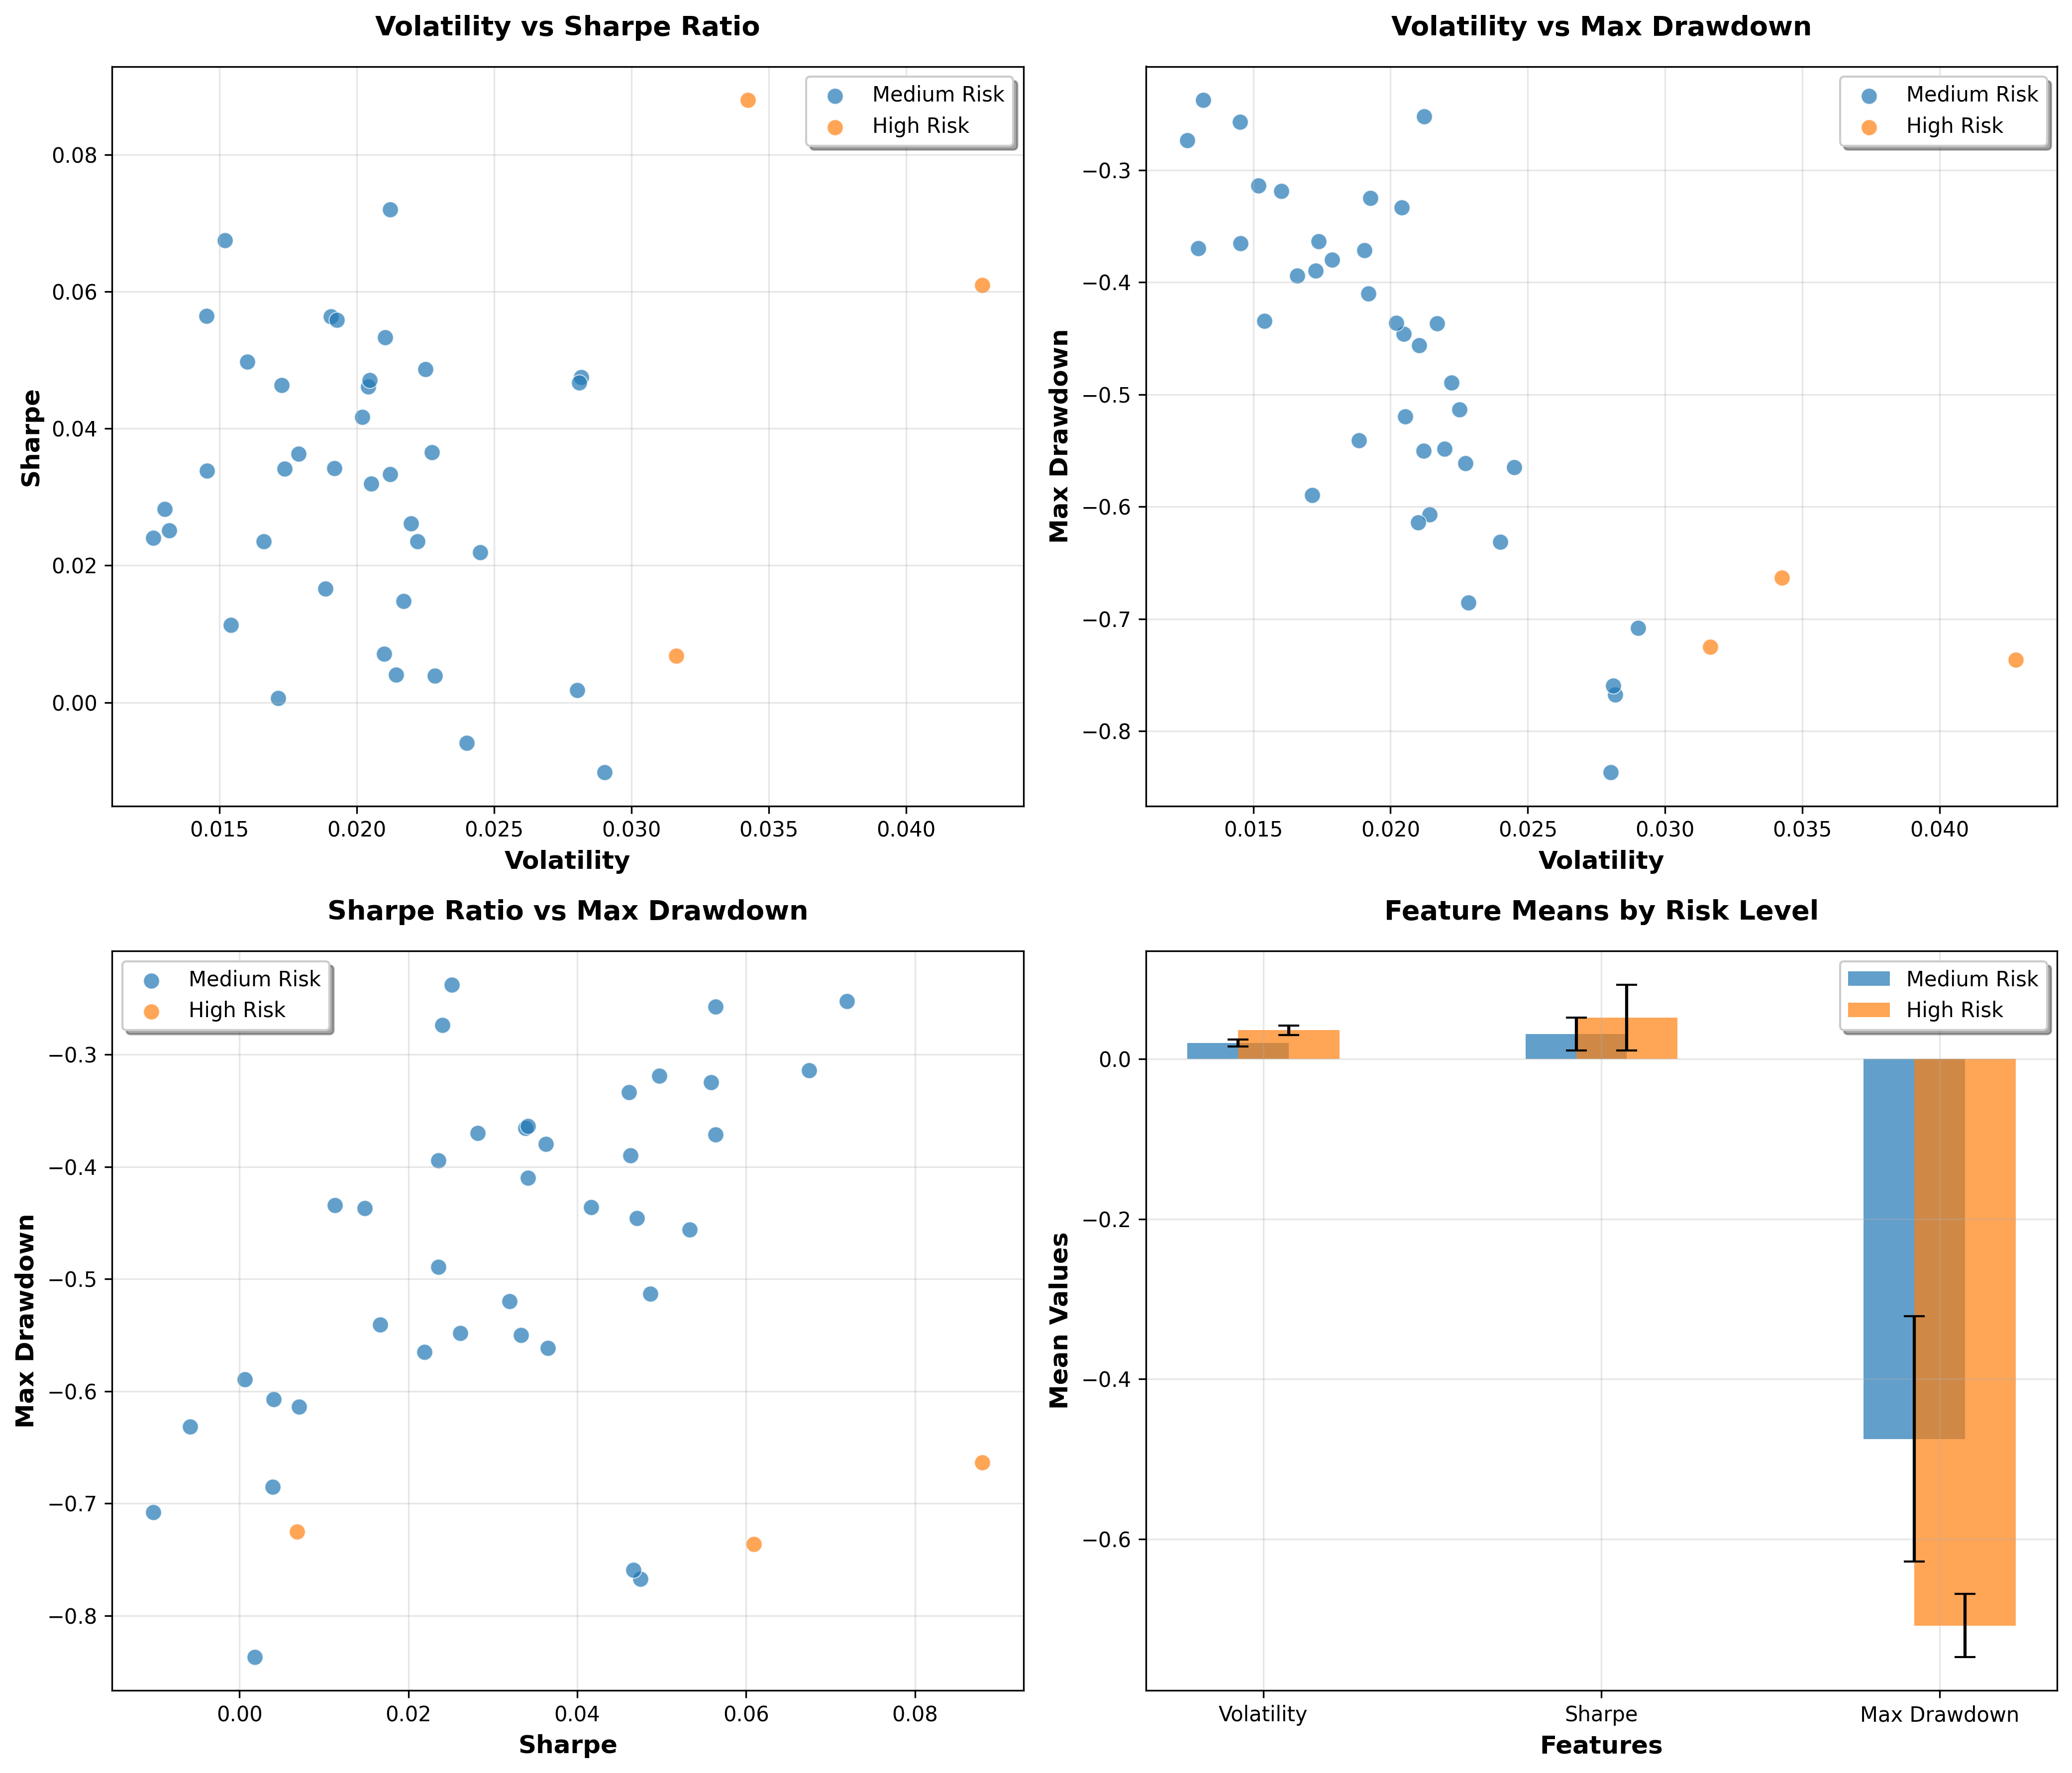 Volatility vs Sharpe Ratio
Medium Risk
High Risk
0.08
0.06
0.04
0.02
0.00
Sharpe
0.015 0.020 0.025 0.030 0.035 0.040
Volatility
Volatility vs Max Drawdown
Medium Risk
High Risk
−0.3
−0.4
−0.5
−0.6
−0.7
−0.8
Max Drawdown
0.015 0.020 0.025 0.030 0.035 0.040
Volatility
Sharpe Ratio vs Max Drawdown
Medium Risk
High Risk
−0.3
−0.4
−0.5
−0.6
−0.7
−0.8
Max Drawdown
0.00 0.02 0.04 0.06 0.08
Sharpe
Feature Means by Risk Level
Medium Risk
High Risk
0.0
−0.2
−0.4
−0.6
Mean Values
Volatility Sharpe Max Drawdown
Features